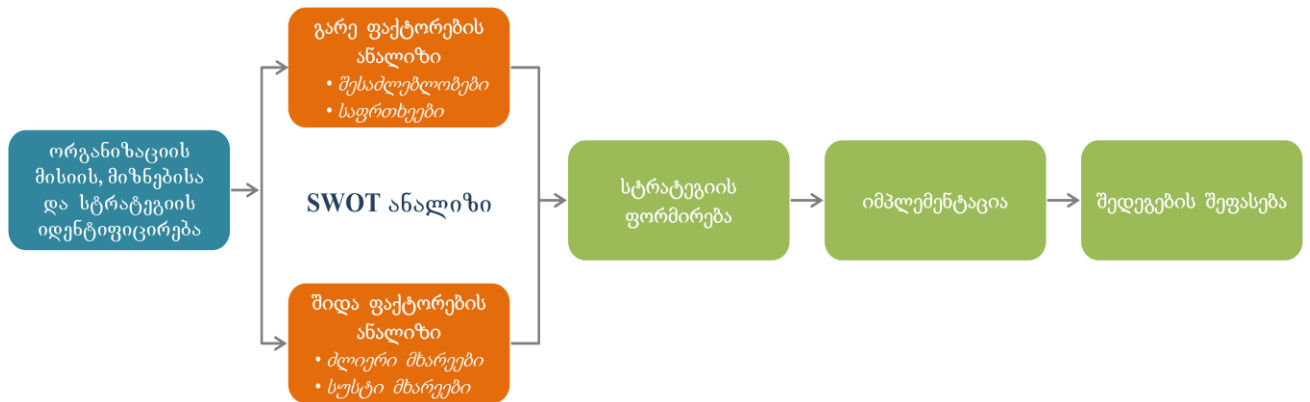 ორგანიზაციის
მისიის, მიზნებისა
და სტრატეგიის
იდენტიფიცირება
გარე ფაქტორების
ანალიზი
• შესაძლებლობები
• საფრთხეები
SWOT ანალიზი
შიდა ფაქტორების
ანალიზი
• ძლიერი მხარეები
• სუსტი მხარეები
სტრატეგიის
ფორმირება
იმპლემენტაცია
შედეგების შეფასება